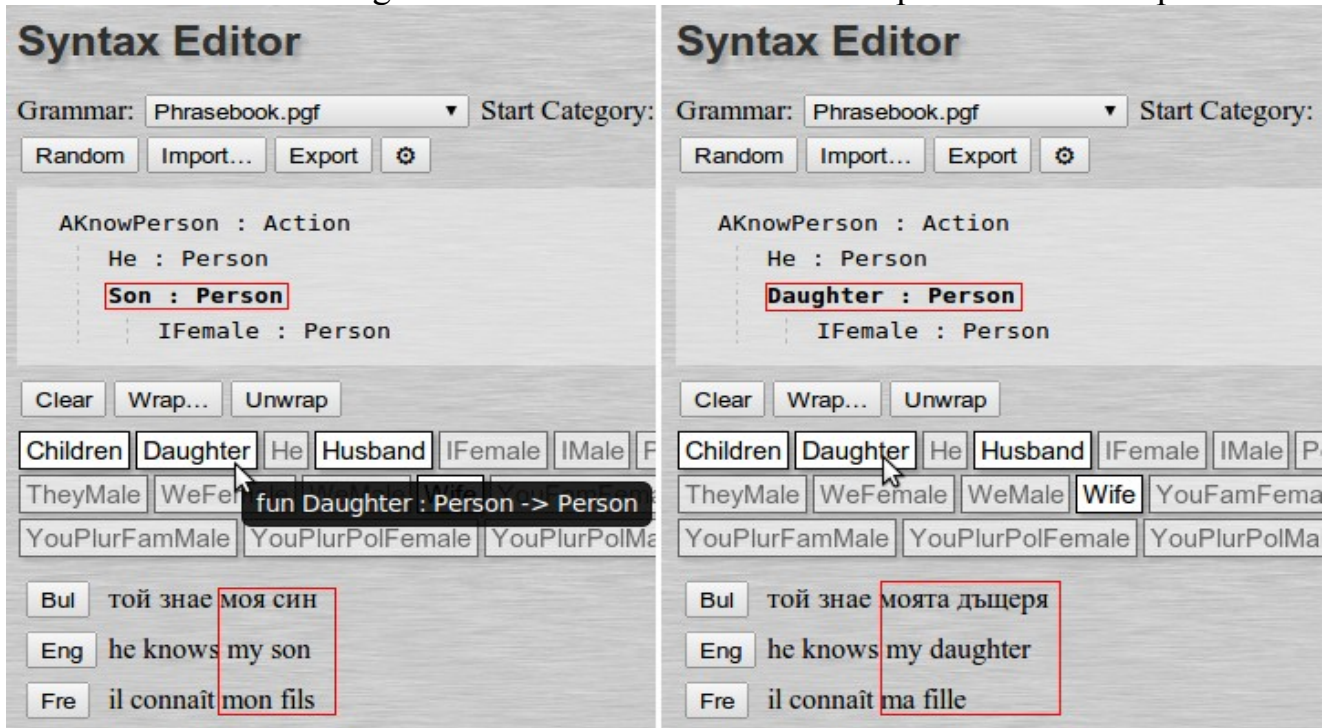 Syntax Editor
Grammar: Phrasebook.pgf Start Category:
Random Import... Export
AKnowPerson : Action
He : Person
Son : Person
IFemale : Person
Clear Wrap... Unwrap
Children Daughter He Husband IFemale IMale
TheyMale
fun Daughter : Person -> Person
YouPlurFamMale YouPlurPolFemale YouPlurPolMa
Bul той знае моя син
Eng he knows my son
Fre il connaît mon fils
Syntax Editor
Grammar: Phrasebook.pgf Start Category:
Random Import... Export
AKnowPerson : Action
He : Person
Daughter : Person
IFemale : Person
Clear Wrap... Unwrap
Children Daughter He Husband IFemale IMale
TheyMale WeFemale WeMale Wife YouFamFema
YouPlurFamMale YouPlurPolFemale YouPlurPolMa
Bul той знае моята дъщеря
Eng he knows my daughter
Fre il connaît ma fille